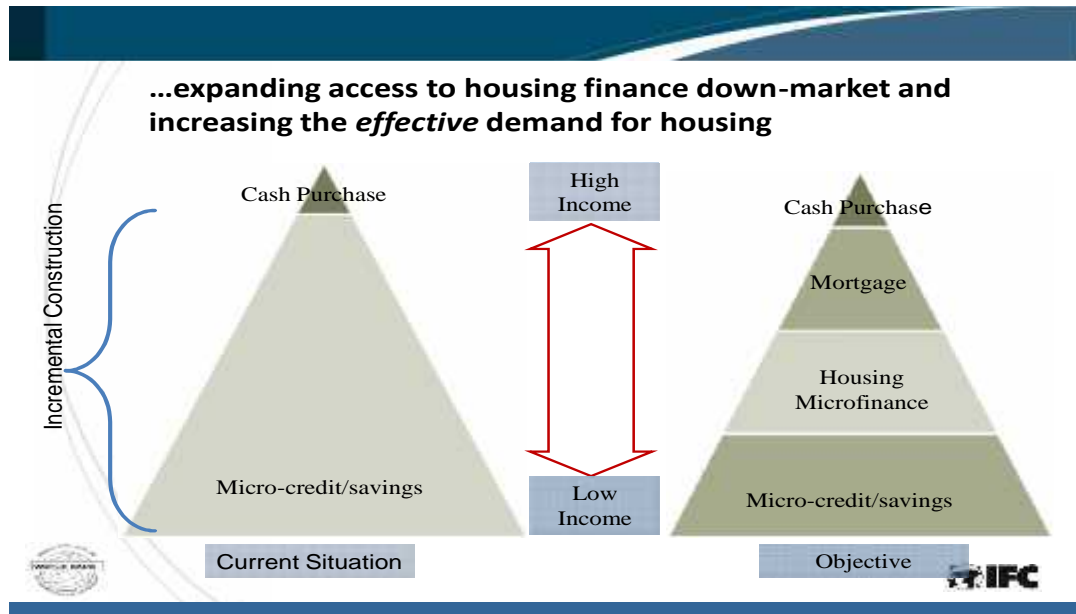 ...expanding access to housing finance down-market and
increasing the effective demand for housing
Incremental Construction
Cash Purchase
Micro-credit/savings
Current Situation
High
Income
Low
Income
Cash Purchase
Mortgage
Housing
Microfinance
Micro-credit/savings
Objective
IFC